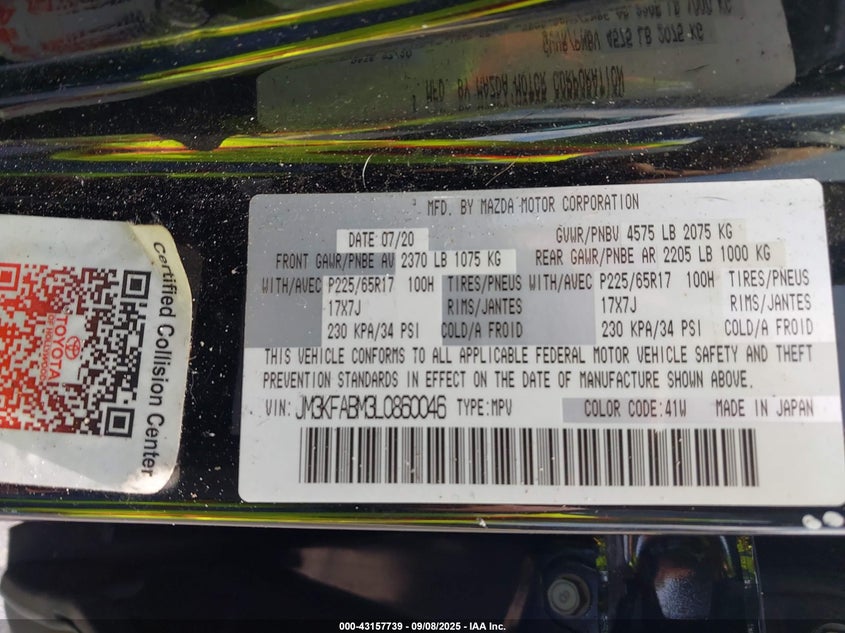 MFD. BY MAZDA MOTOR CORPORATION
DATE 07/20
GVWR/PNBV 4575 LB 2075 KG
FRONT GAWR/PNBE AV 2370 LB 1075 KG
REAR GAWR/PNBE AR 2205 LB 1000 KG
WITH/AVEC P225/65R17 100H TIRES/PNEUS WITH/AVEC P225/65R17 100H TIRES/PNEUS
17X7J RIMS/JANTES 17X7J RIMS/JANTES
230 KPA/34 PSI COLD/A FROID 230 KPA/34 PSI COLD/A FROID
THIS VEHICLE CONFORMS TO ALL APPLICABLE FEDERAL MOTOR VEHICLE SAFETY AND THEFT
PREVENTION STANDARDS IN EFFECT ON THE DATE OF MANUFACTURE SHOWN ABOVE.
VIN: JM3KFABM3L0860046 TYPE:MPV COLOR CODE:41W MADE IN JAPAN
Certified Collision Center
TOYOTA
000-43157739 - 09/08/2025 - IAA Inc.